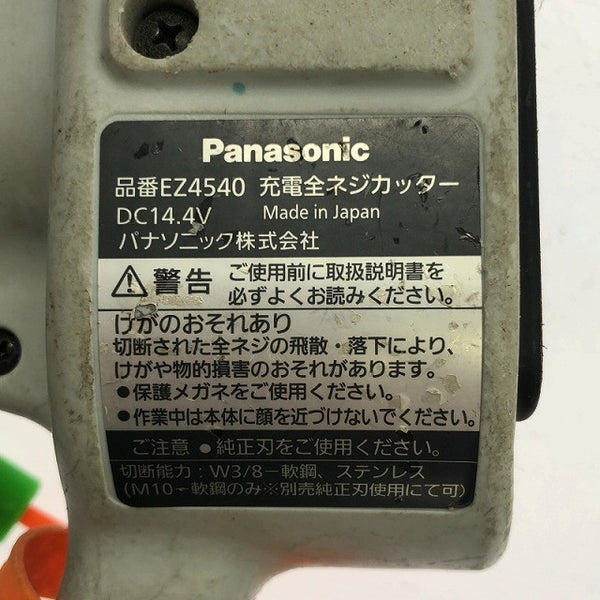 Panasonic
品番EZ4540 充電全ネジカッター
DC14.4V Made in Japan
パナソニック株式会社
警告 ご使用前に取扱説明書を
必ずよくお読みください。
けがのおそれあり
切断された全ネジの飛散・落下により、
けがや物的損害のおそれがあります。
●保護メガネをご使用ください。
●作業中は本体に顔を近づけないでください。
ご注意 ●純正刃をご使用ください。
切断能力:W3/8-軟鋼、ステンレス
(M10-軟鋼のみ※別売純正刃使用にて可)